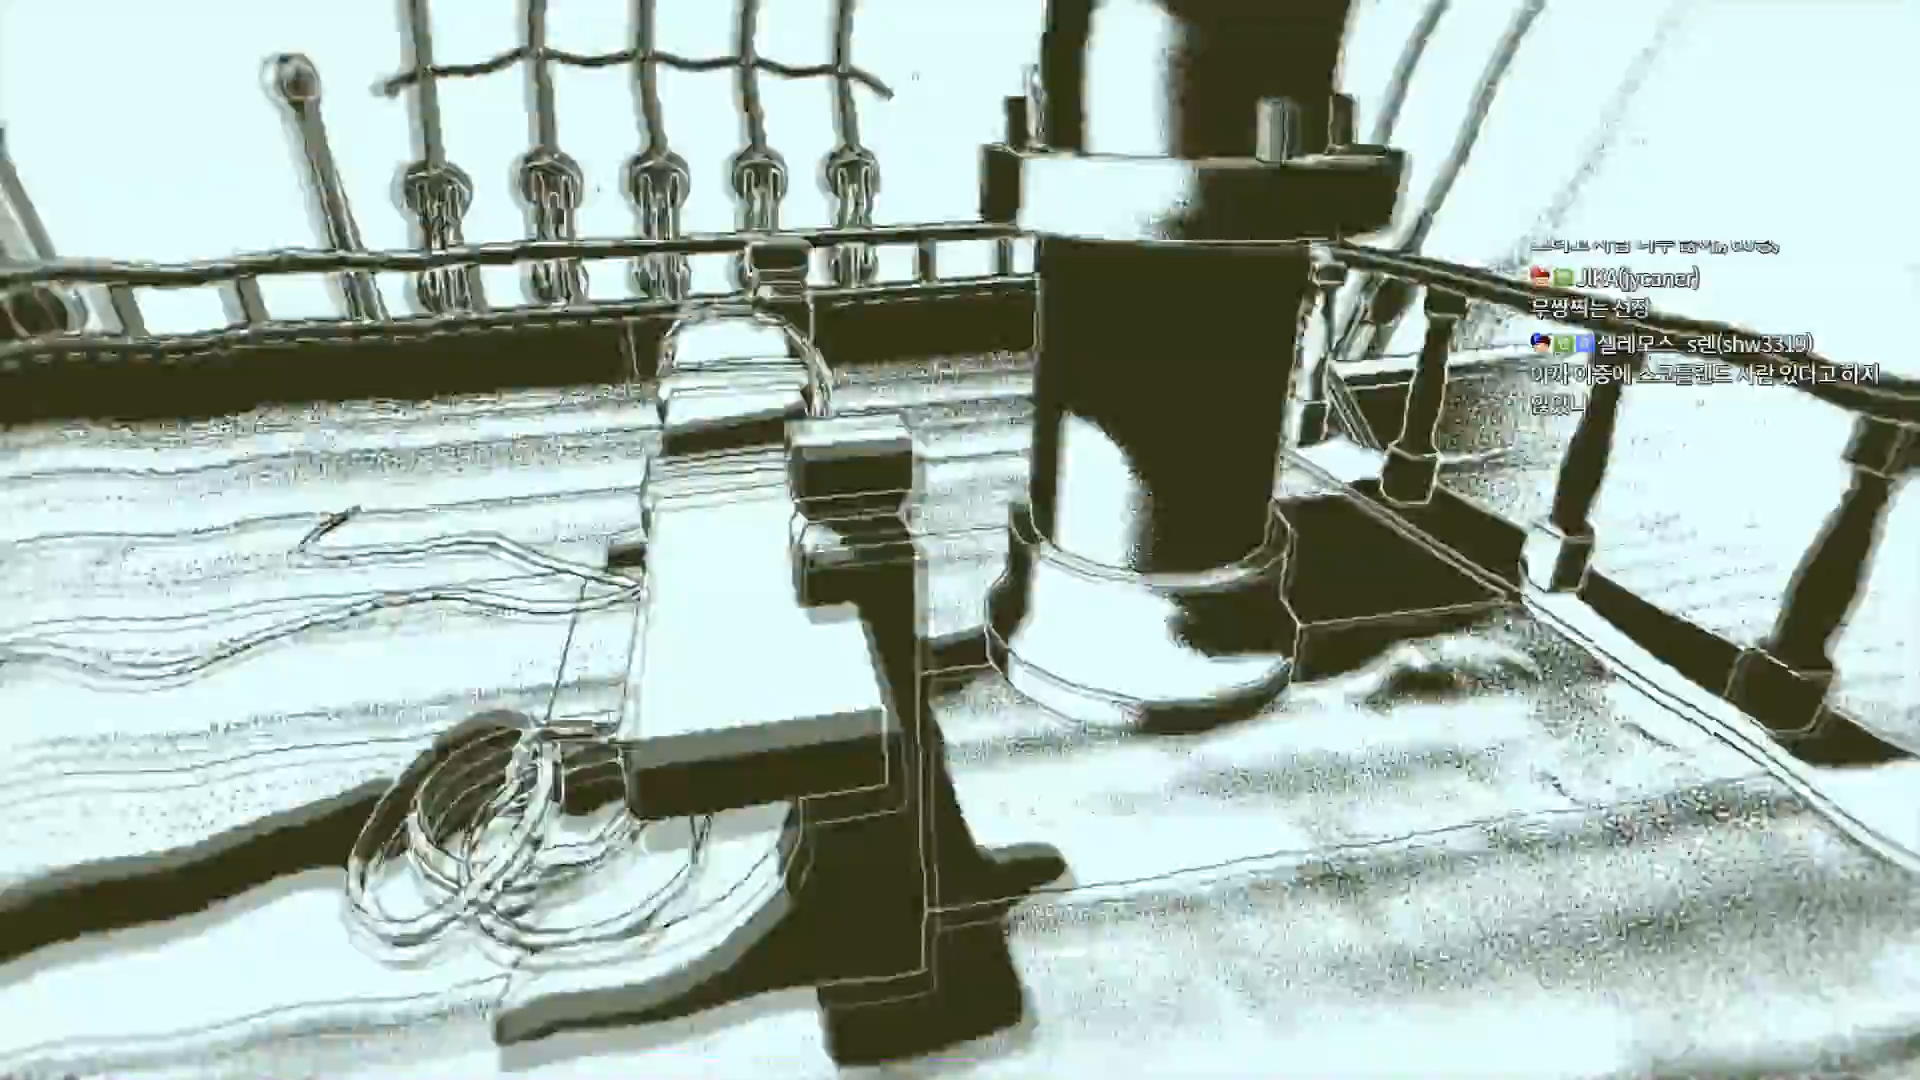 JIKA(jycaner)
무쌍찍는 선장
셀레모스_s렌(shw3319)
아까 이중에 스코틀랜드 사람 있다고 하지
않았나